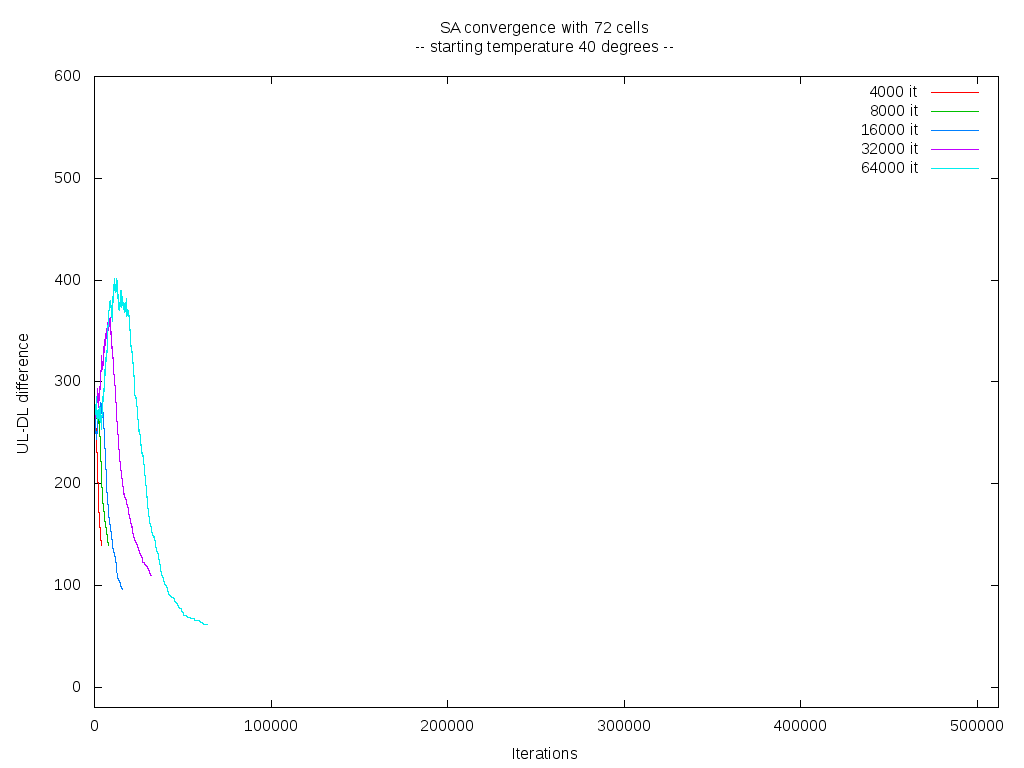 SA convergence with 72 cells
-- starting temperature 40 degrees --
600
500
400
300
200
100
0
UL-DL difference
4000 it
8000 it
16000 it
32000 it
64000 it
0 100000 200000 300000 400000 500000
Iterations